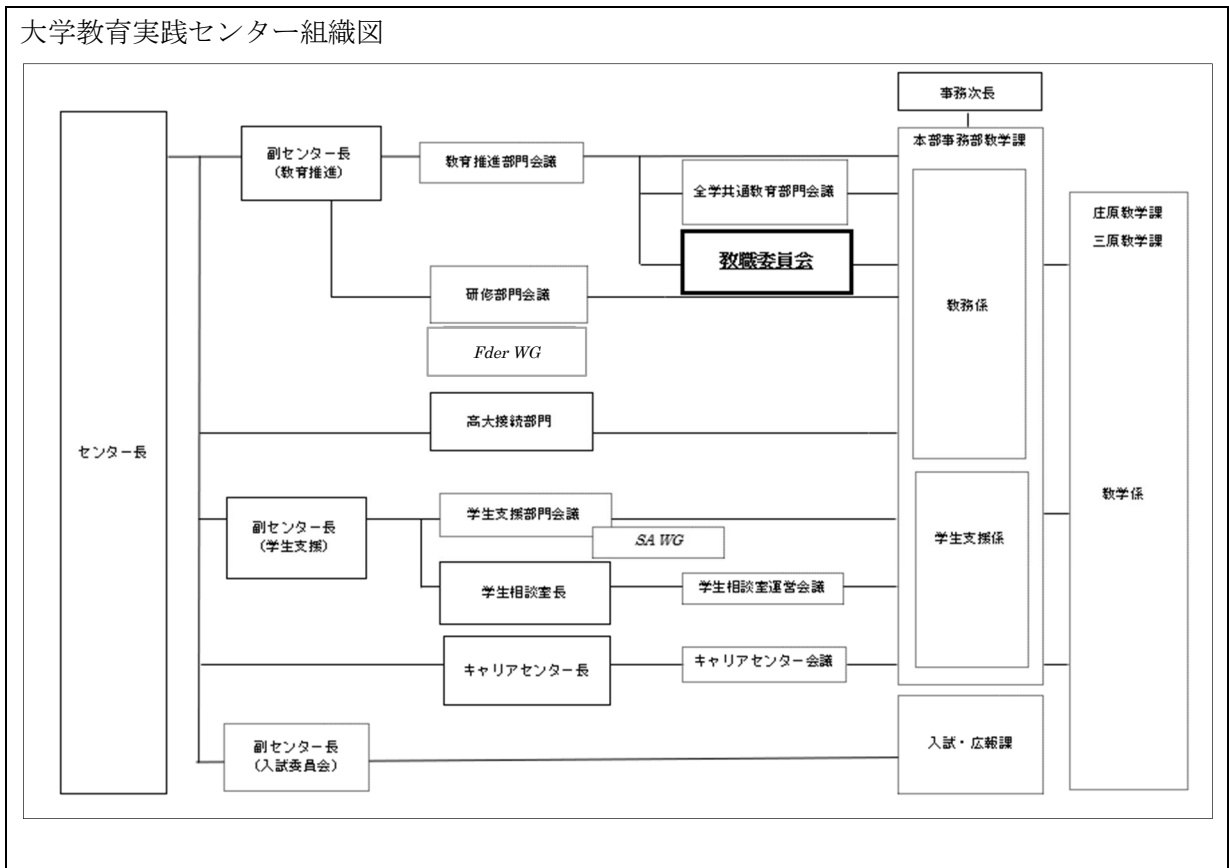 大学教育実践センター組織図
事務次長
本部事務部教学課
副センター長
(教育推進)
教育推進部門会議
全学共通教育部門会議
庄原教学課
三原教学課
教職委員会
研修部門会議
教務係
Fder WG
高大接続部門
センター長
教学係
副センター長
(学生支援)
学生支援部門会議
SA WG
学生支援係
学生相談室長
学生相談室運営会議
キャリアセンター長
キャリアセンター会議
副センター長
(入試委員会)
入試・広報課